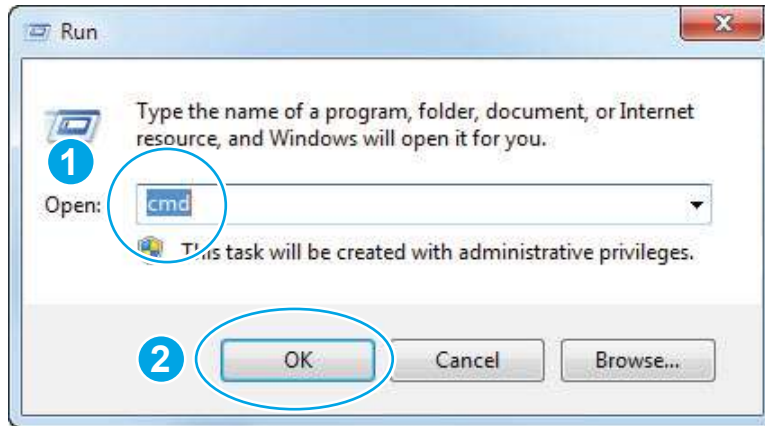 Run
Type the name of a program, folder, document, or Internet
resource, and Windows will open it for you.
1
Open: cmd
This task will be created with administrative privileges.
2
OK Cancel Browse...